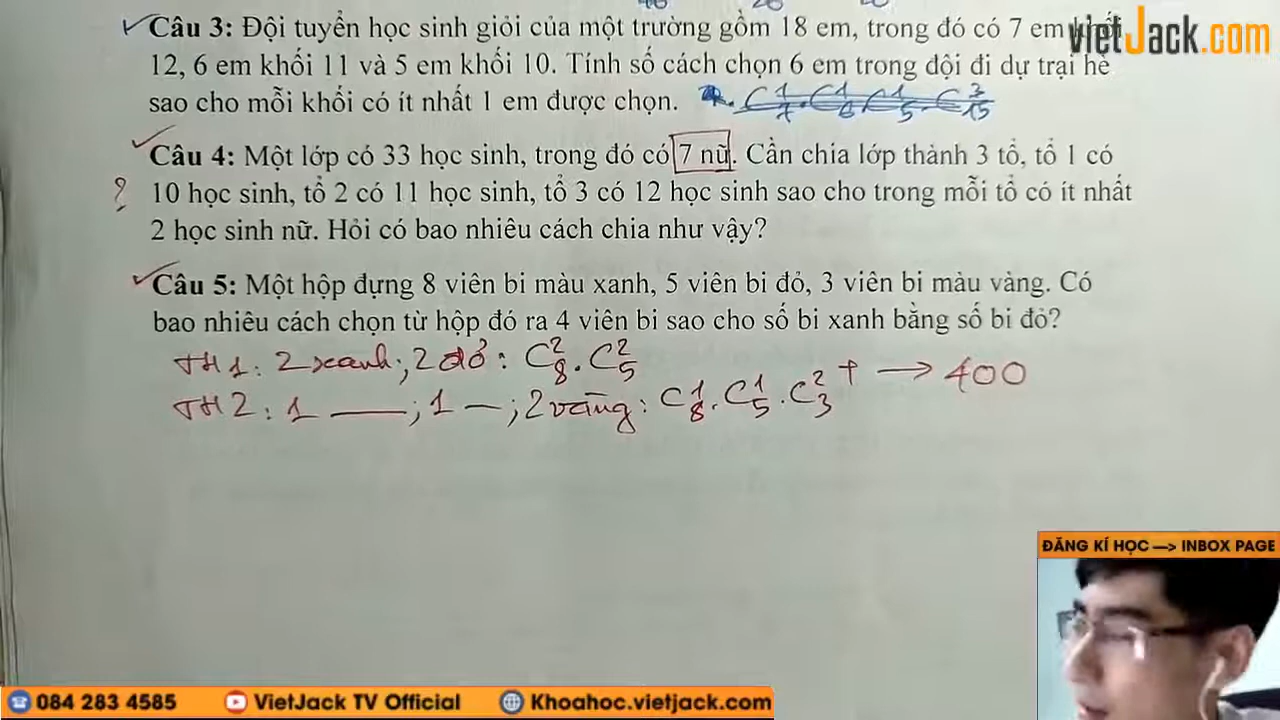 vietJack.com
Câu 3: Đội tuyển học sinh giỏi của một trường gồm 18 em, trong đó có 7 em khối
12, 6 em khối 11 và 5 em khối 10. Tính số cách chọn 6 em trong đội đi dự trại hè
sao cho mỗi khối có ít nhất 1 em được chọn.
Câu 4: Một lớp có 33 học sinh, trong đó có 7 nữ. Cần chia lớp thành 3 tổ, tổ 1 có
? 10 học sinh, tổ 2 có 11 học sinh, tổ 3 có 12 học sinh sao cho trong mỗi tổ có ít nhất
2 học sinh nữ. Hỏi có bao nhiêu cách chia như vậy?
Câu 5: Một hộp đựng 8 viên bi màu xanh, 5 viên bi đỏ, 3 viên bi màu vàng. Có
bao nhiêu cách chọn từ hộp đó ra 4 viên bi sao cho số bi xanh bằng số bi đỏ?
TH1: 2 xanh; 2 đỏ: C²₈ . C²₅
TH2: 1 —; 1 —; 2 vàng: C¹₈ . C¹₅ . C²₃ + → 400
ĐĂNG KÍ HỌC —> INBOX PAGE
084 283 4585 VietJack TV Official Khoahoc.vietjack.com